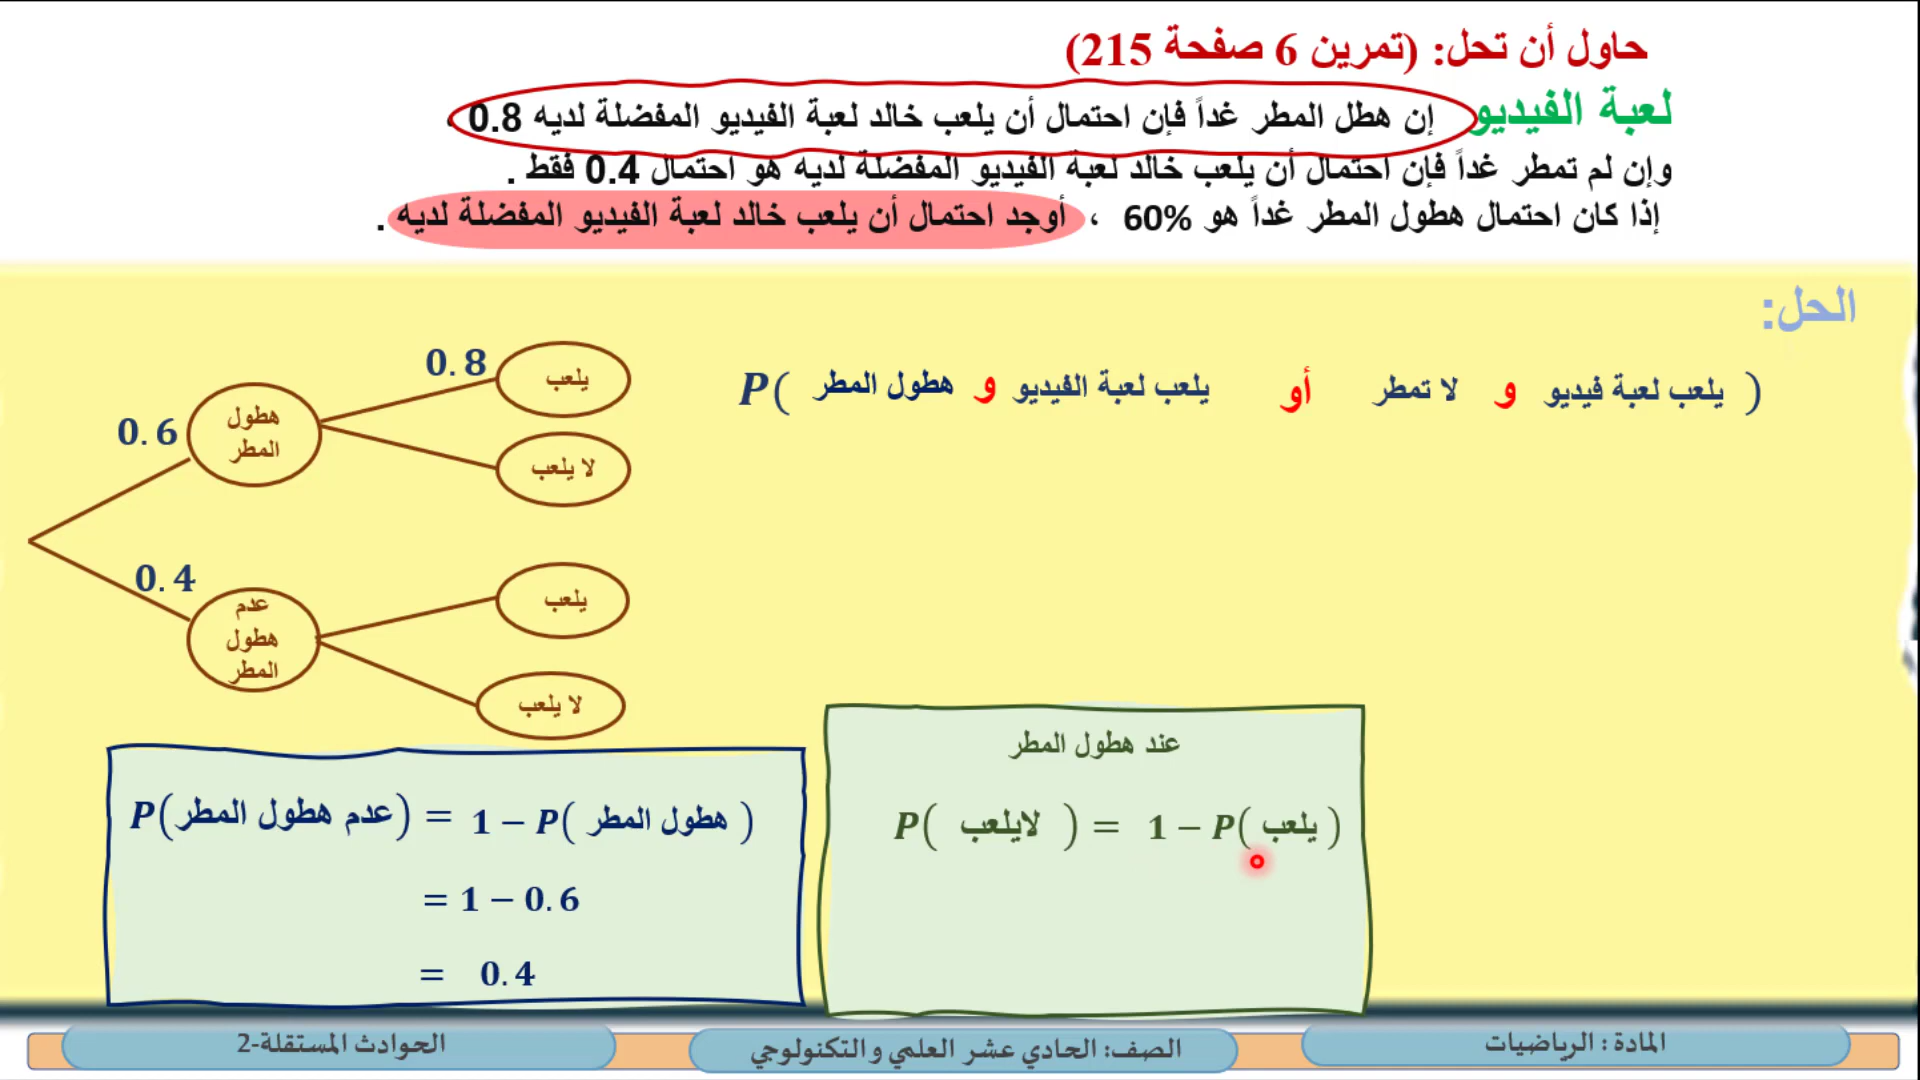 حاول أن تحل: (تمرين 6 صفحة 215)
لعبة الفيديو إن هطل المطر غداً فإن احتمال أن يلعب خالد لعبة الفيديو المفضلة لديه 0.8
وإن لم تمطر غداً فإن احتمال أن يلعب خالد لعبة الفيديو المفضلة لديه هو احتمال 0.4 فقط .
إذا كان احتمال هطول المطر غداً هو 60% ، أوجد احتمال أن يلعب خالد لعبة الفيديو المفضلة لديه .
الحل:
P( هطول المطر و يلعب لعبة الفيديو أو لا تمطر و يلعب لعبة فيديو )
0.8
يلعب
0.6
هطول
المطر
لا يلعب
0.4
عدم
هطول
المطر
يلعب
لا يلعب
P(عدم هطول المطر) = 1 − P( هطول المطر )
= 1 − 0.6
= 0.4
عند هطول المطر
P( لايلعب ) = 1 − P( يلعب )
المادة : الرياضيات
الصف: الحادي عشر العلمي و التكنولوجي
الحوادث المستقلة-2